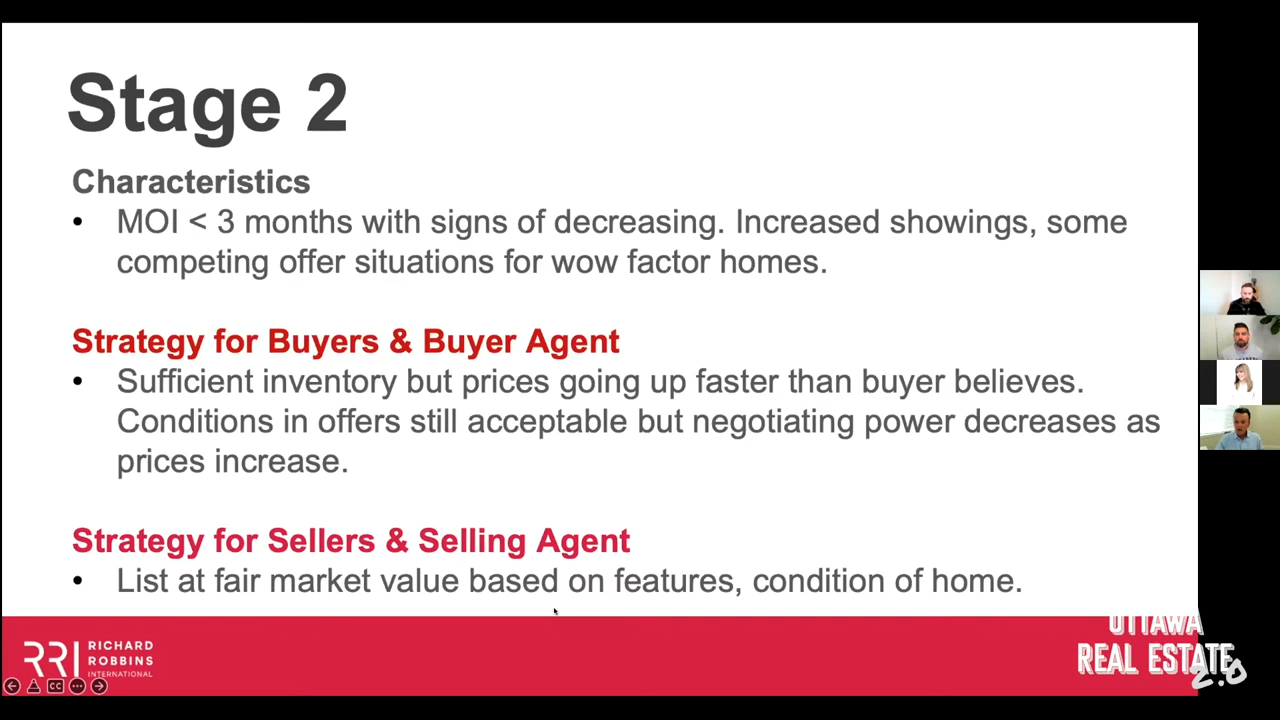 Stage 2
Characteristics
• MOI < 3 months with signs of decreasing. Increased showings, some
competing offer situations for wow factor homes.
Strategy for Buyers & Buyer Agent
• Sufficient inventory but prices going up faster than buyer believes.
Conditions in offers still acceptable but negotiating power decreases as
prices increase.
Strategy for Sellers & Selling Agent
• List at fair market value based on features, condition of home.
RRI
RICHARD
ROBBINS
INTERNATIONAL
CC
OTTAWA
REAL ESTATE
2.0